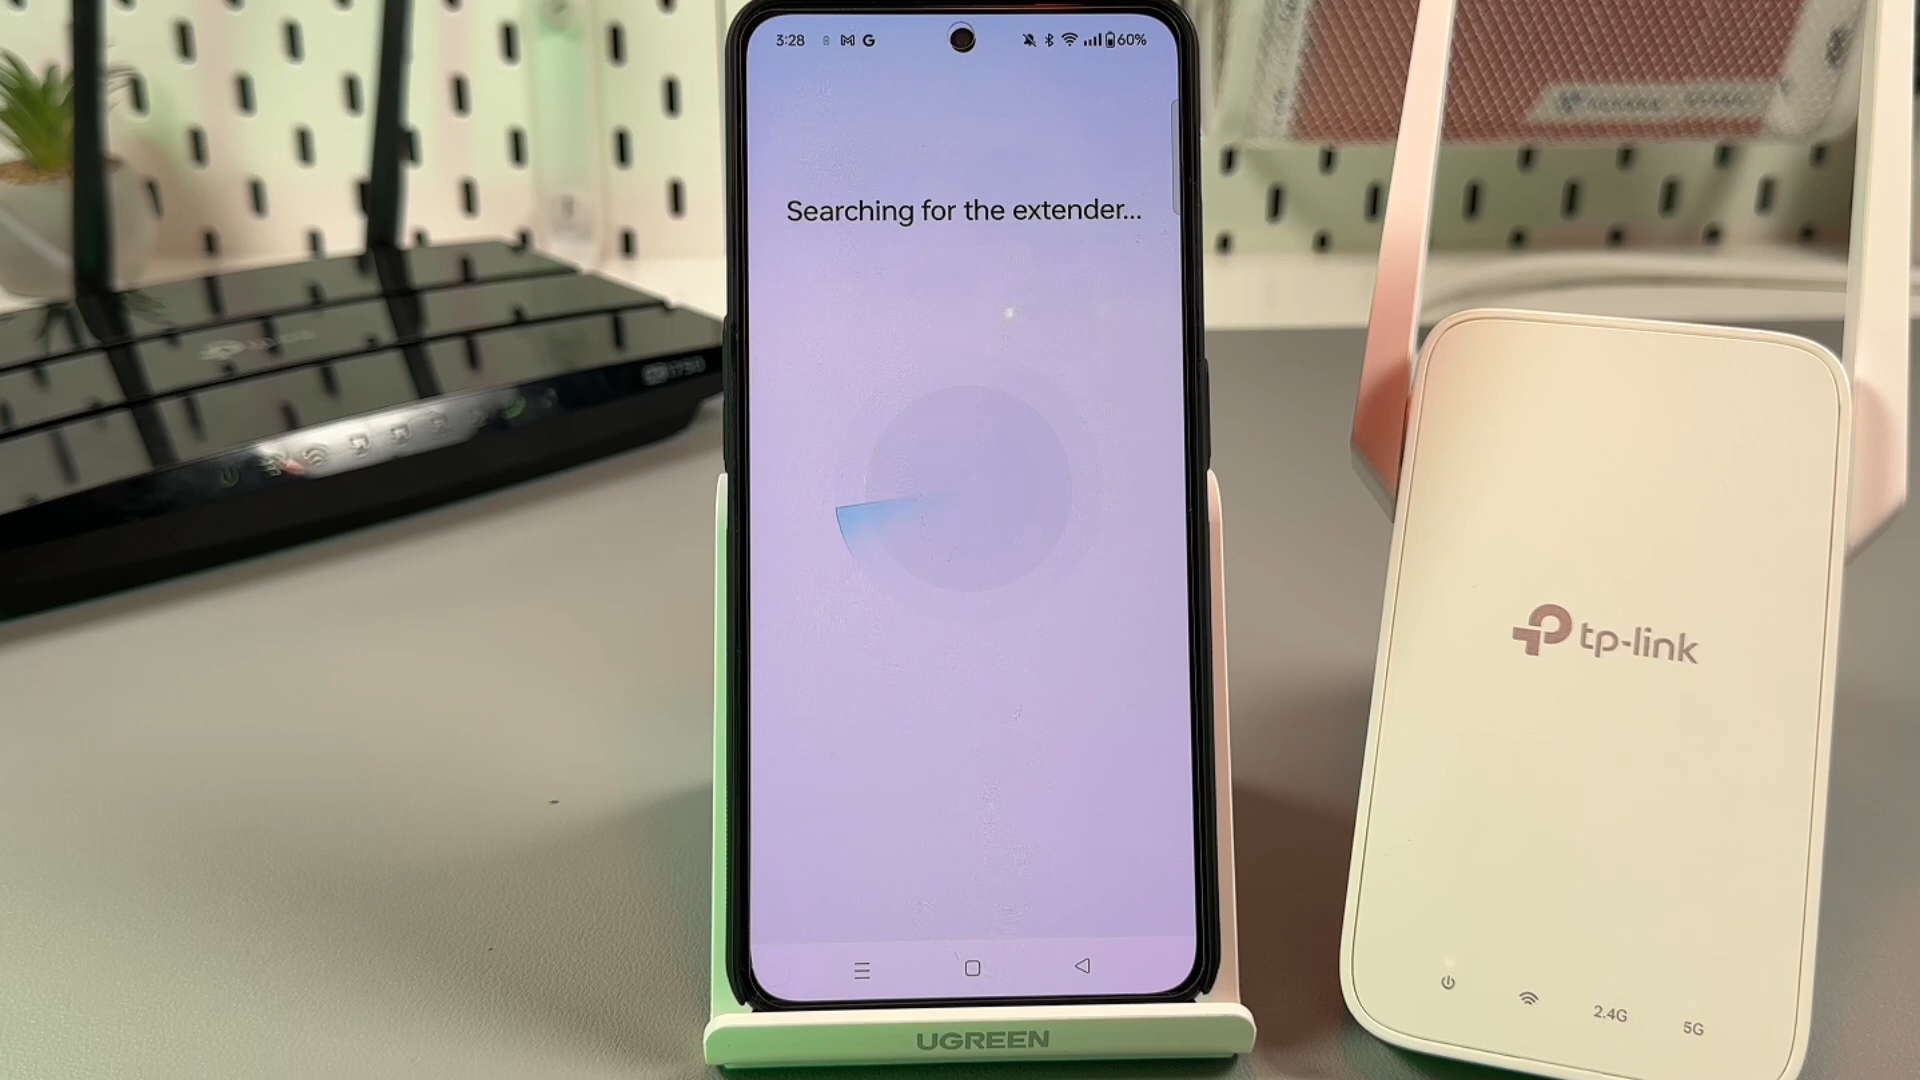 3:28
60%
Searching for the extender...
tp-link
2.4G
5G
UGREEN